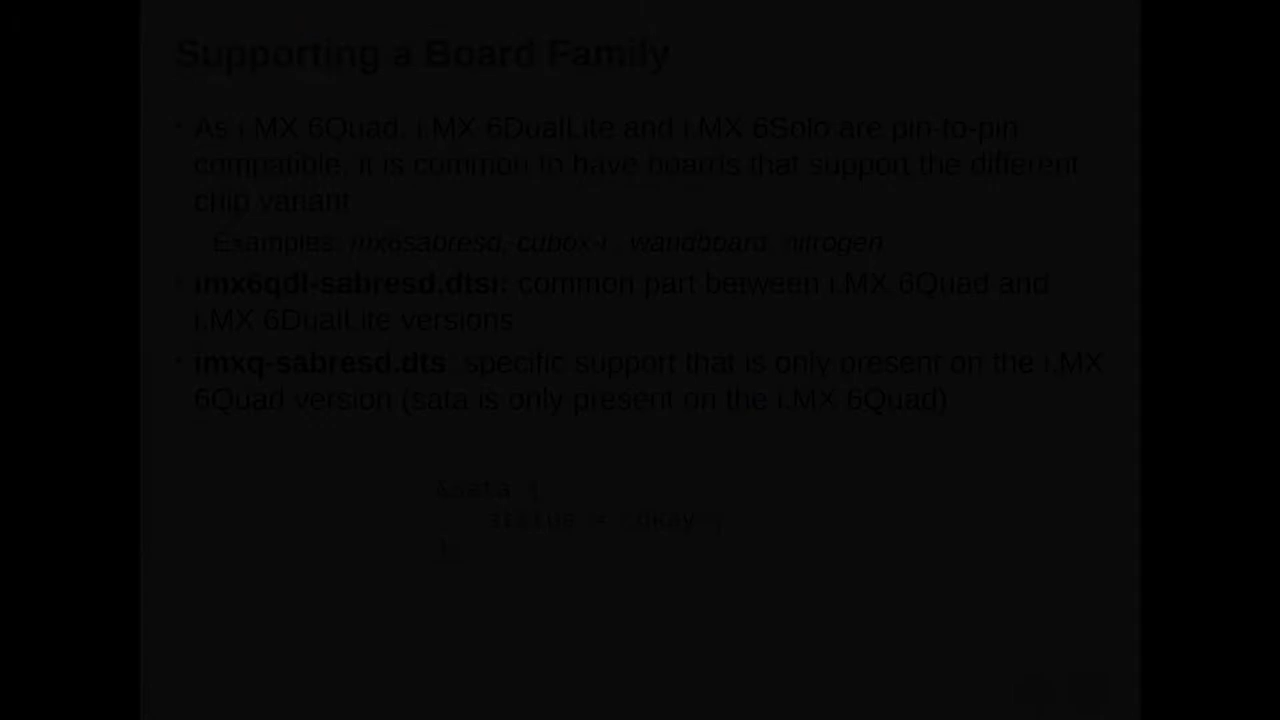 Supporting a Board Family
As i.MX 6Quad, i.MX 6DualLite and i.MX 6Solo are pin-to-pin
compatible, it is common to have boards that support the different
chip variant
Examples: mx6sabresd, cubox-i, wandboard, nitrogen
imx6qdl-sabresd.dtsi: common part between i.MX 6Quad and
i.MX 6DualLite versions
imxq-sabresd.dts: specific support that is only present on the i.MX
6Quad version (sata is only present on the i.MX 6Quad)
&sata {
status = "okay";
};